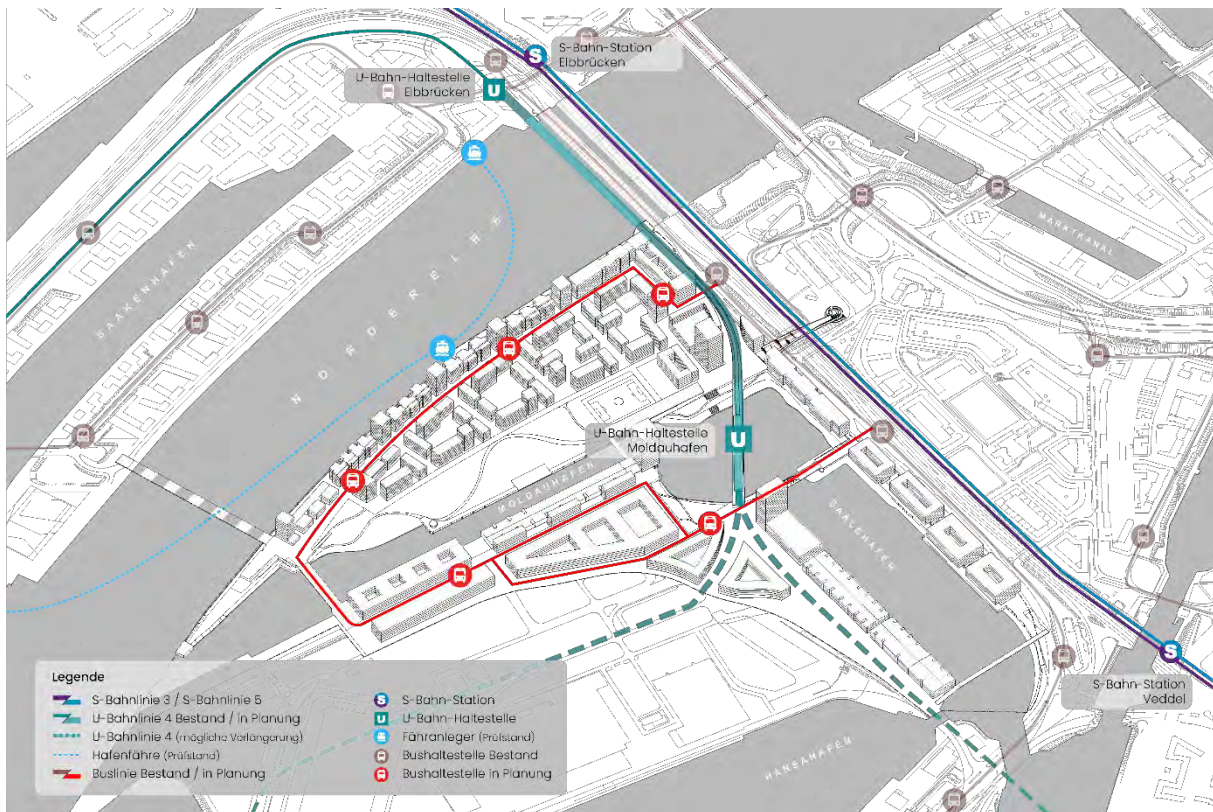 S-Bahn-Station
Elbbrücken
U-Bahn-Haltestelle
Elbbrücken
U
S
BAAKENHAFEN
NORDERELBE
MARKTKANAL
U-Bahn-Haltestelle
Moldauhafen
U
MOLDAUHAFEN
SAALEHAFEN
S
S-Bahn-Station
Veddel
HANSAHAFEN
Legende
S-Bahnlinie 3 / S-Bahnlinie 5
U-Bahnlinie 4 Bestand / in Planung
U-Bahnlinie 4 (mögliche Verlängerung)
Hafenfähre (Prüfstand)
Buslinie Bestand / in Planung
S S-Bahn-Station
U U-Bahn-Haltestelle
Fähranleger (Prüfstand)
Bushaltestelle Bestand
Bushaltestelle in Planung